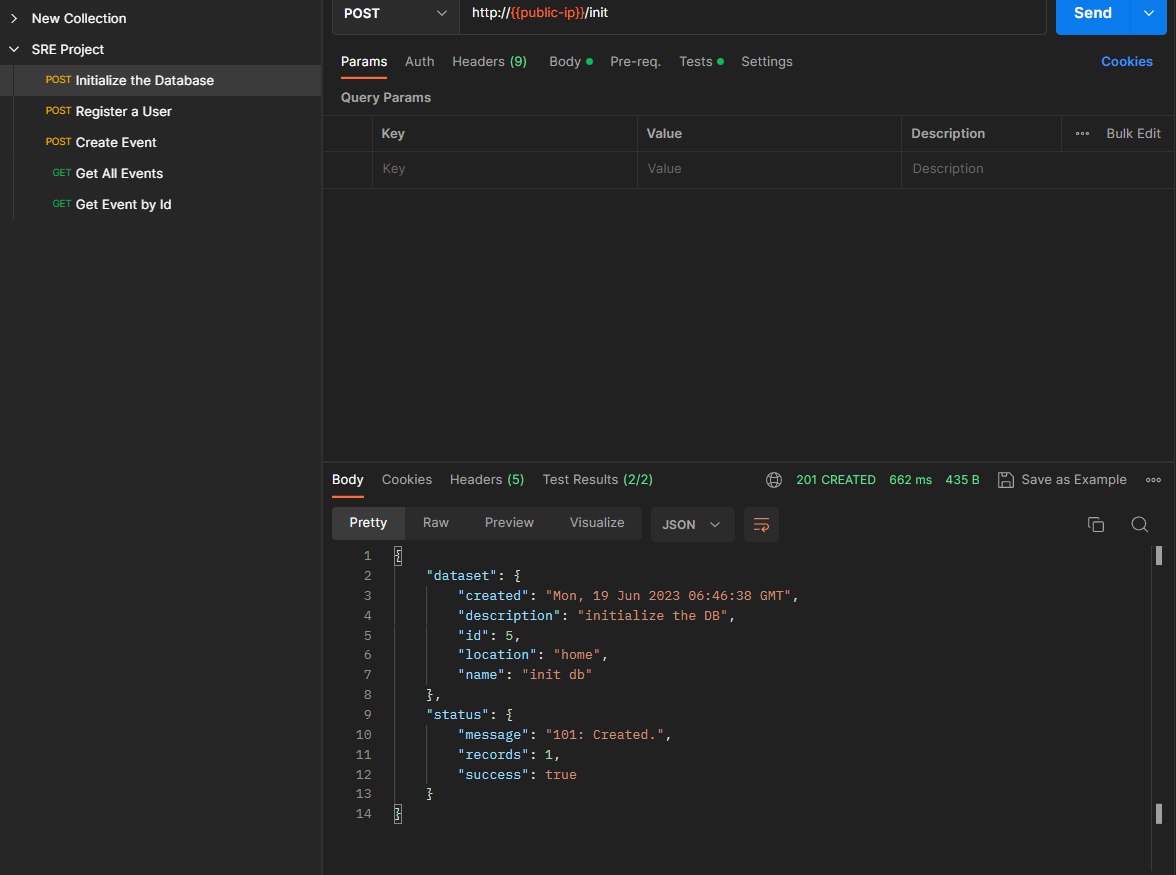 New Collection
SRE Project
POST Initialize the Database
POST Register a User
POST Create Event
GET Get All Events
GET Get Event by Id
POST http://{{public-ip}}/init Send
Params Auth Headers (9) Body Pre-req. Tests Settings Cookies
Query Params
Key Value Description Bulk Edit
Key Value Description
Body Cookies Headers (5) Test Results (2/2) 201 CREATED 662 ms 435 B Save as Example
Pretty Raw Preview Visualize JSON
1 {
2 "dataset": {
3 "created": "Mon, 19 Jun 2023 06:46:38 GMT",
4 "description": "initialize the DB",
5 "id": 5,
6 "location": "home",
7 "name": "init db"
8 },
9 "status": {
10 "message": "101: Created.",
11 "records": 1,
12 "success": true
13 }
14 }